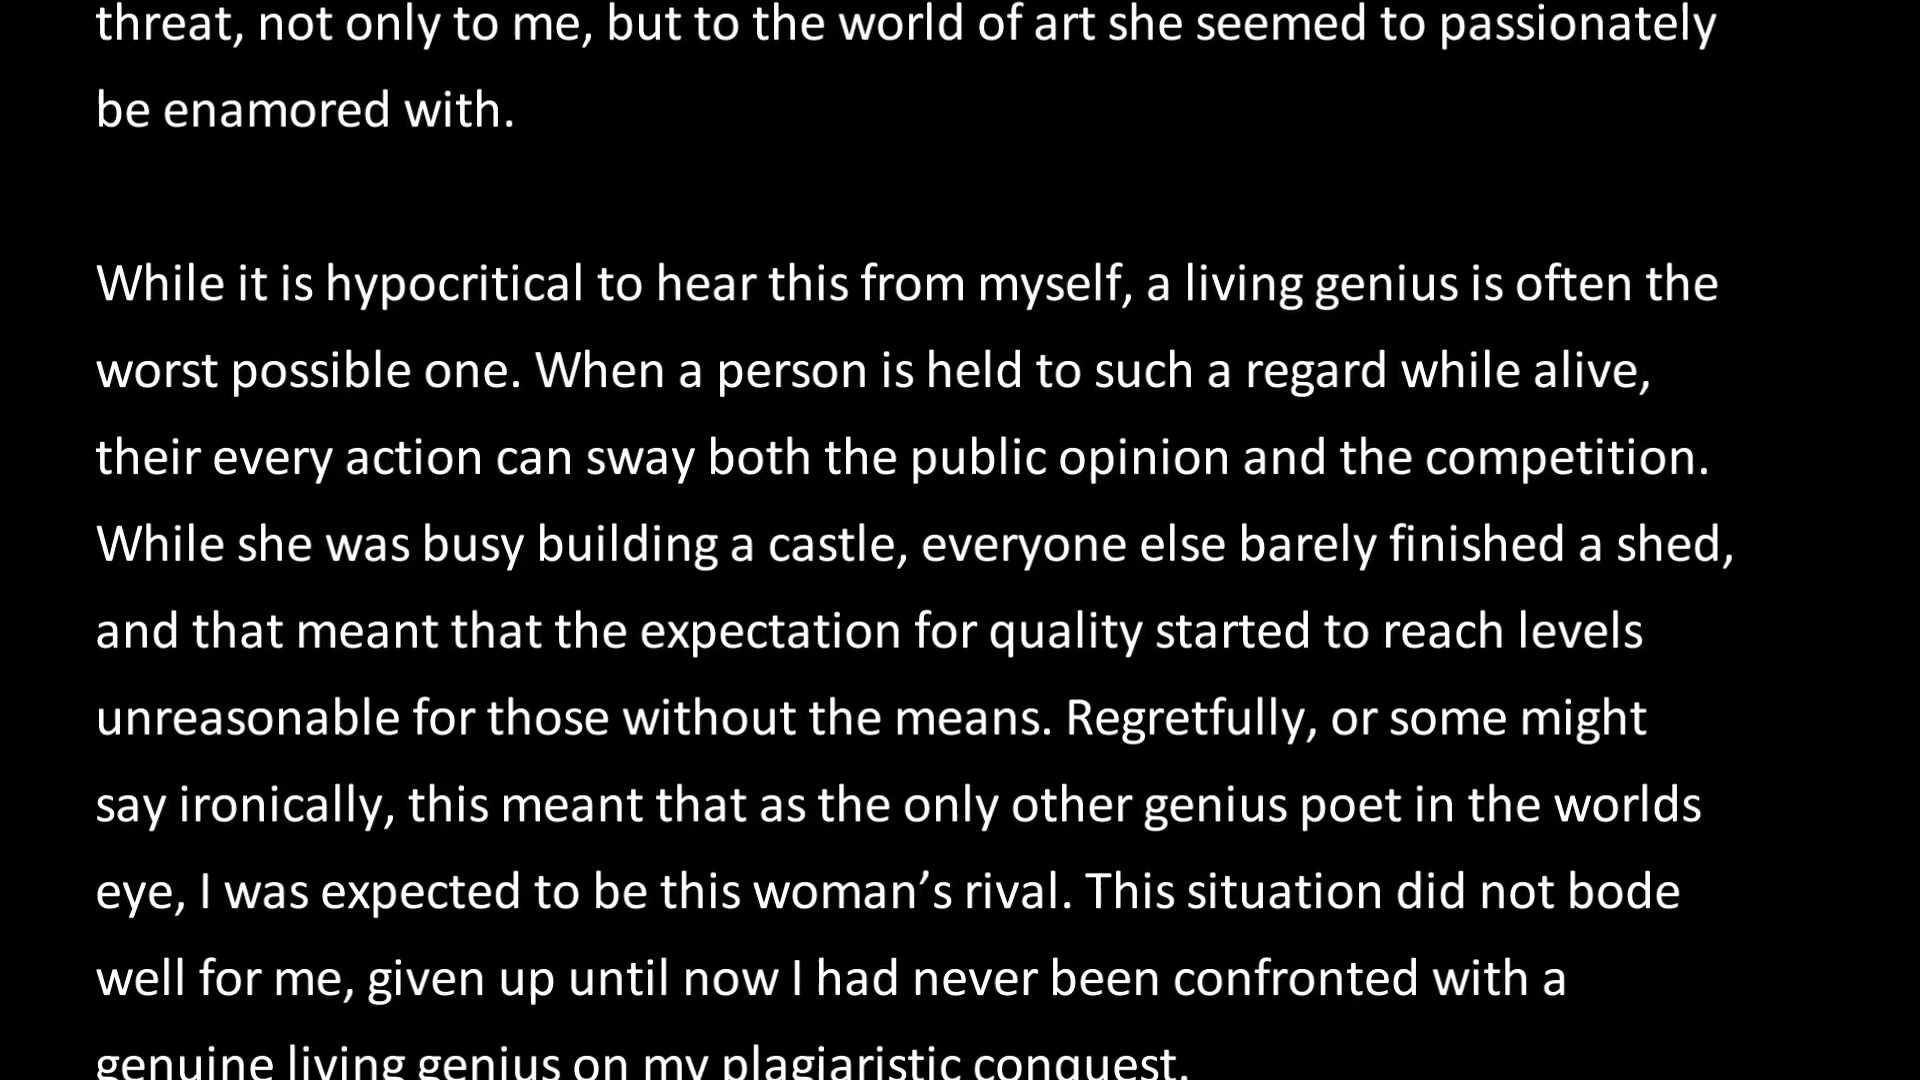 threat, not only to me, but to the world of art she seemed to passionately
be enamored with.
While it is hypocritical to hear this from myself, a living genius is often the
worst possible one. When a person is held to such a regard while alive,
their every action can sway both the public opinion and the competition.
While she was busy building a castle, everyone else barely finished a shed,
and that meant that the expectation for quality started to reach levels
unreasonable for those without the means. Regretfully, or some might
say ironically, this meant that as the only other genius poet in the worlds
eye, I was expected to be this woman’s rival. This situation did not bode
well for me, given up until now I had never been confronted with a
genuine living genius on my plagiaristic conquest.